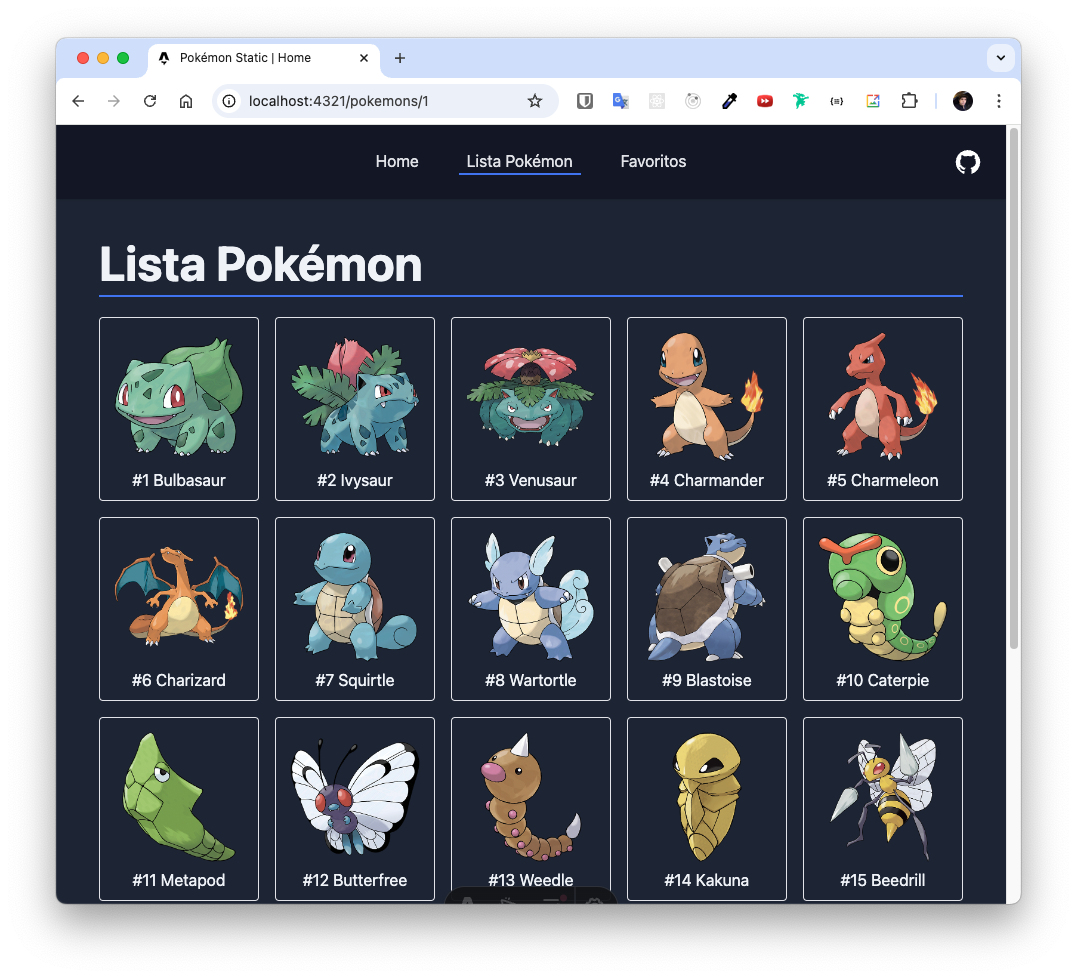 Pokémon Static | Home
localhost:4321/pokemons/1
Home Lista Pokémon Favoritos
Lista Pokémon
#1 Bulbasaur #2 Ivysaur #3 Venusaur #4 Charmander #5 Charmeleon
#6 Charizard #7 Squirtle #8 Wartortle #9 Blastoise #10 Caterpie
#11 Metapod #12 Butterfree #13 Weedle #14 Kakuna #15 Beedrill